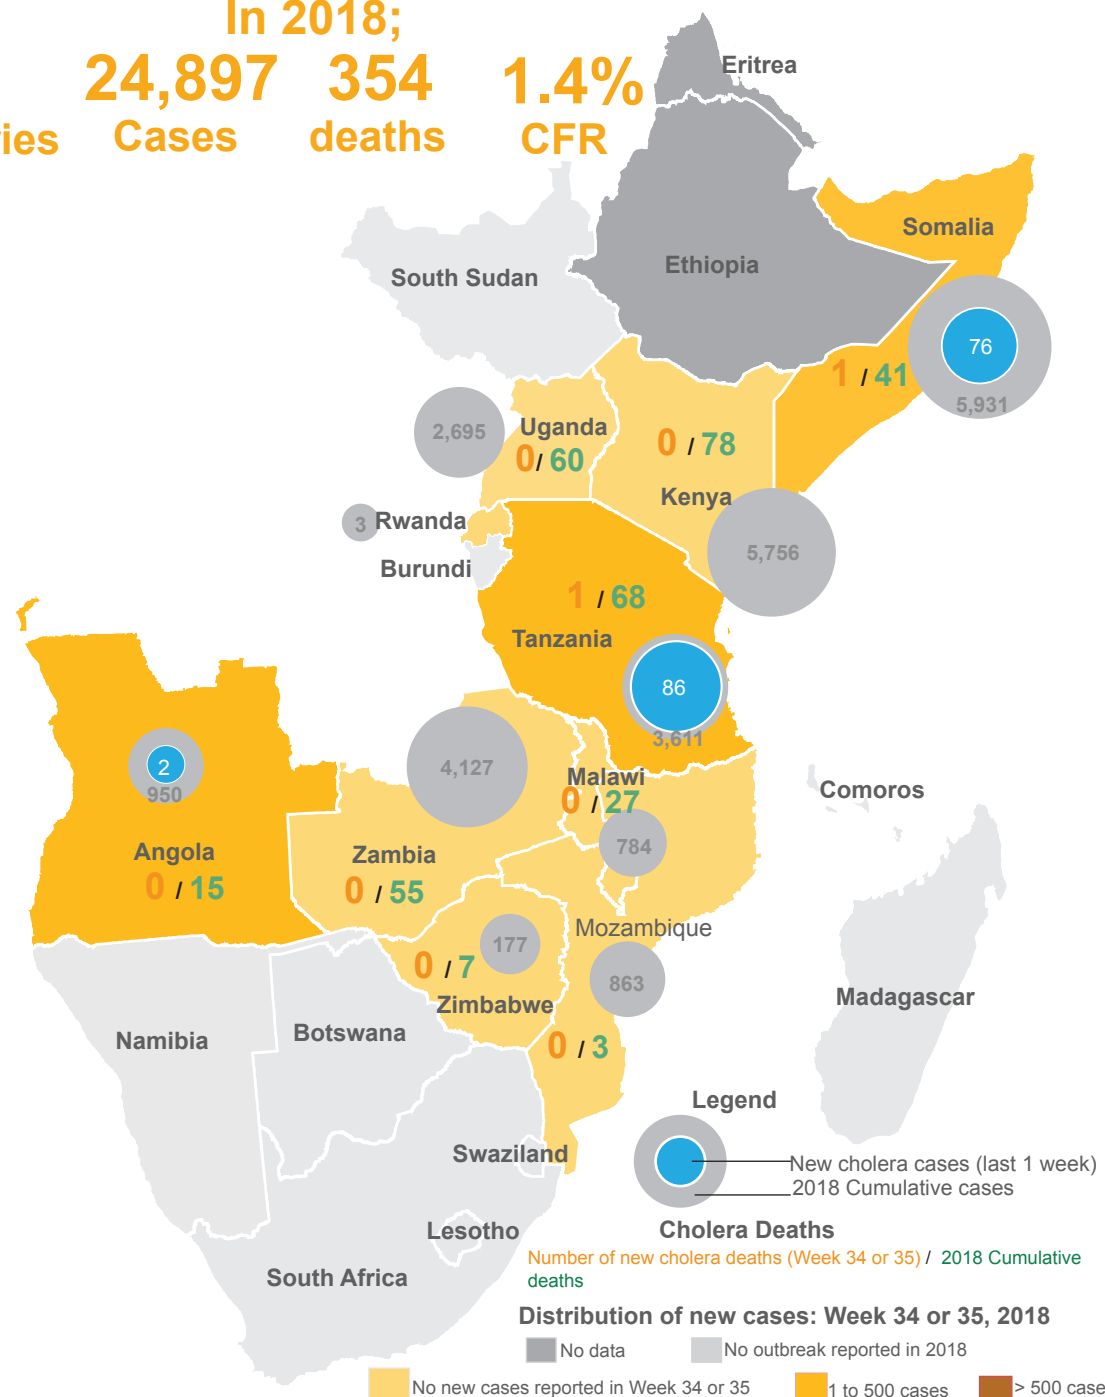 In 2018;
24,897 354 1.4%
ies Cases deaths CFR
Eritrea
Somalia
Ethiopia
South Sudan
76
1 / 41
5,931
2,695
Uganda
0/ 60
0 / 78
Kenya
3 Rwanda
5,756
Burundi
1 / 68
Tanzania
86
3,611
2
950
4,127
Malawi
0 / 27
Comoros
784
Angola
0 / 15
Zambia
0 / 55
Mozambique
177
0 / 7
863
Zimbabwe
Madagascar
Namibia
Botswana
0 / 3
Legend
Swaziland
New cholera cases (last 1 week)
2018 Cumulative cases
Lesotho
Cholera Deaths
Number of new cholera deaths (Week 34 or 35) / 2018 Cumulative
deaths
South Africa
Distribution of new cases: Week 34 or 35, 2018
No data No outbreak reported in 2018
No new cases reported in Week 34 or 35 1 to 500 cases > 500 case